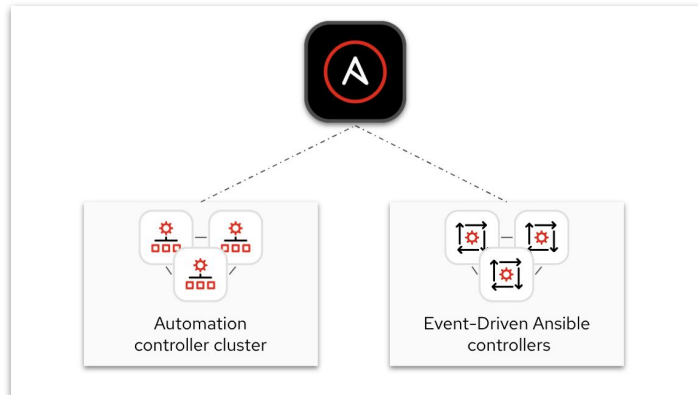 Automation
controller cluster
Event-Driven Ansible
controllers